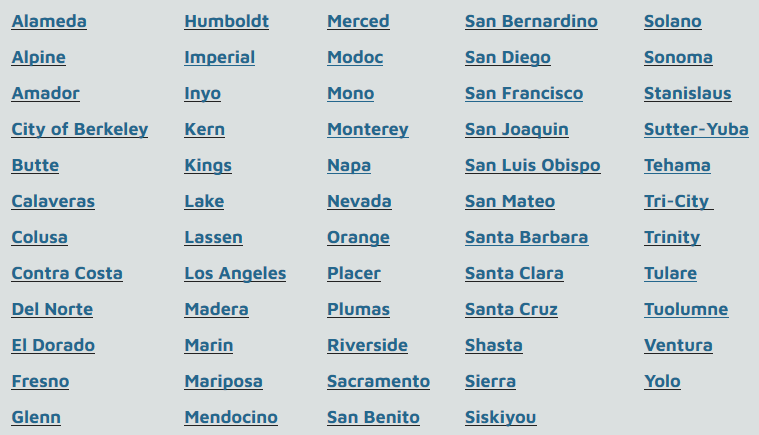 Alameda
Alpine
Amador
City of Berkeley
Butte
Calaveras
Colusa
Contra Costa
Del Norte
El Dorado
Fresno
Glenn
Humboldt
Imperial
Inyo
Kern
Kings
Lake
Lassen
Los Angeles
Madera
Marin
Mariposa
Mendocino
Merced
Modoc
Mono
Monterey
Napa
Nevada
Orange
Placer
Plumas
Riverside
Sacramento
San Benito
San Bernardino
San Diego
San Francisco
San Joaquin
San Luis Obispo
San Mateo
Santa Barbara
Santa Clara
Santa Cruz
Shasta
Sierra
Siskiyou
Solano
Sonoma
Stanislaus
Sutter-Yuba
Tehama
Tri-City
Trinity
Tulare
Tuolumne
Ventura
Yolo